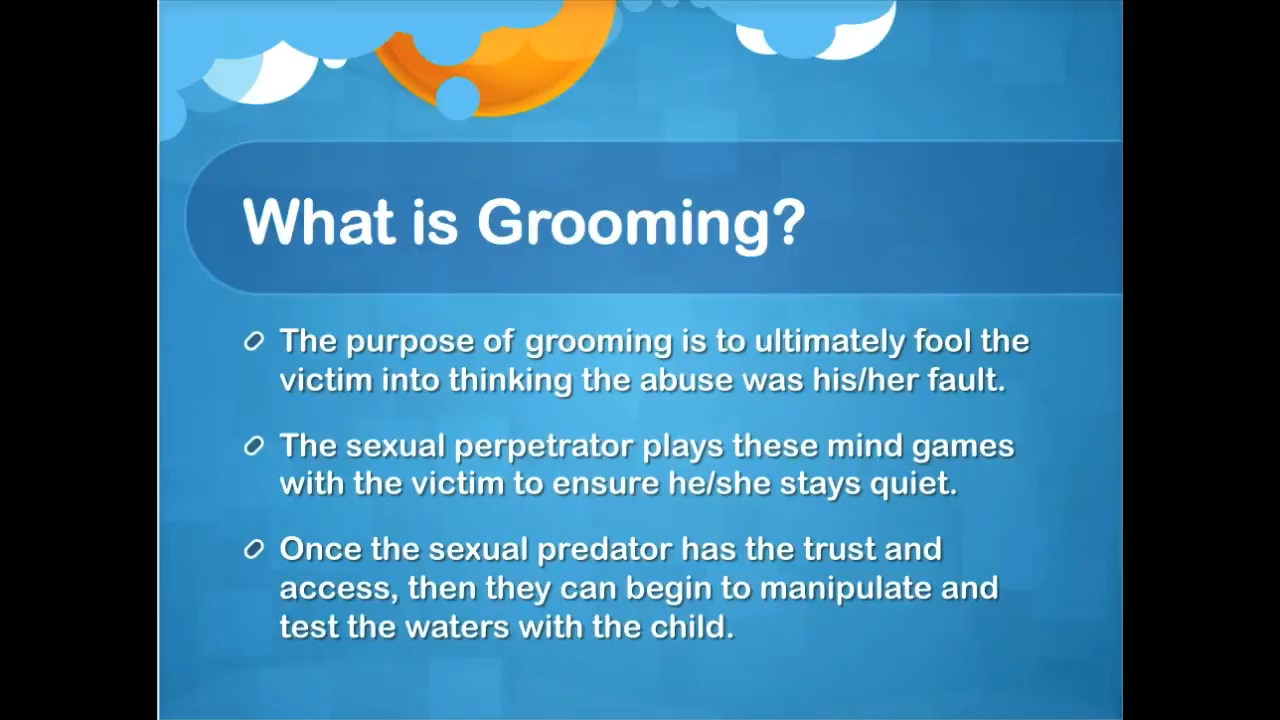 What is Grooming?
The purpose of grooming is to ultimately fool the
victim into thinking the abuse was his/her fault.
The sexual perpetrator plays these mind games
with the victim to ensure he/she stays quiet.
Once the sexual predator has the trust and
access, then they can begin to manipulate and
test the waters with the child.